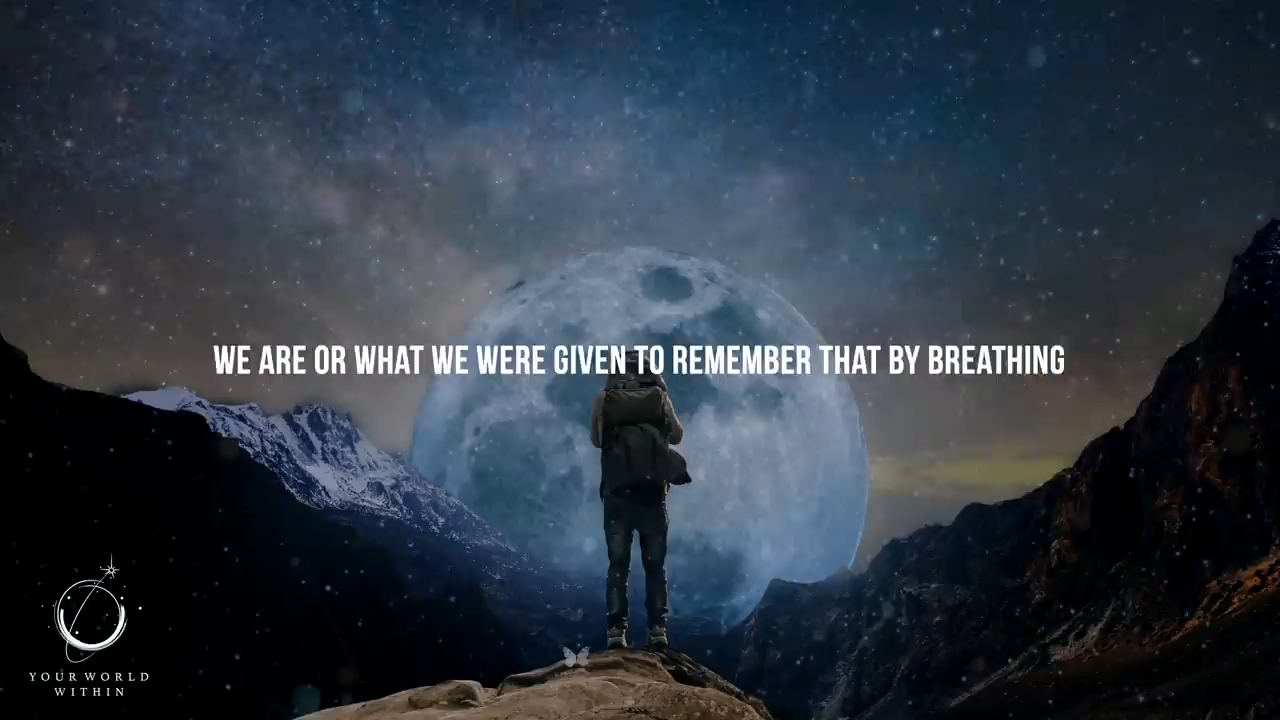 WE ARE OR WHAT WE WERE GIVEN TO REMEMBER THAT BY BREATHING
YOUR WORLD
WITHIN